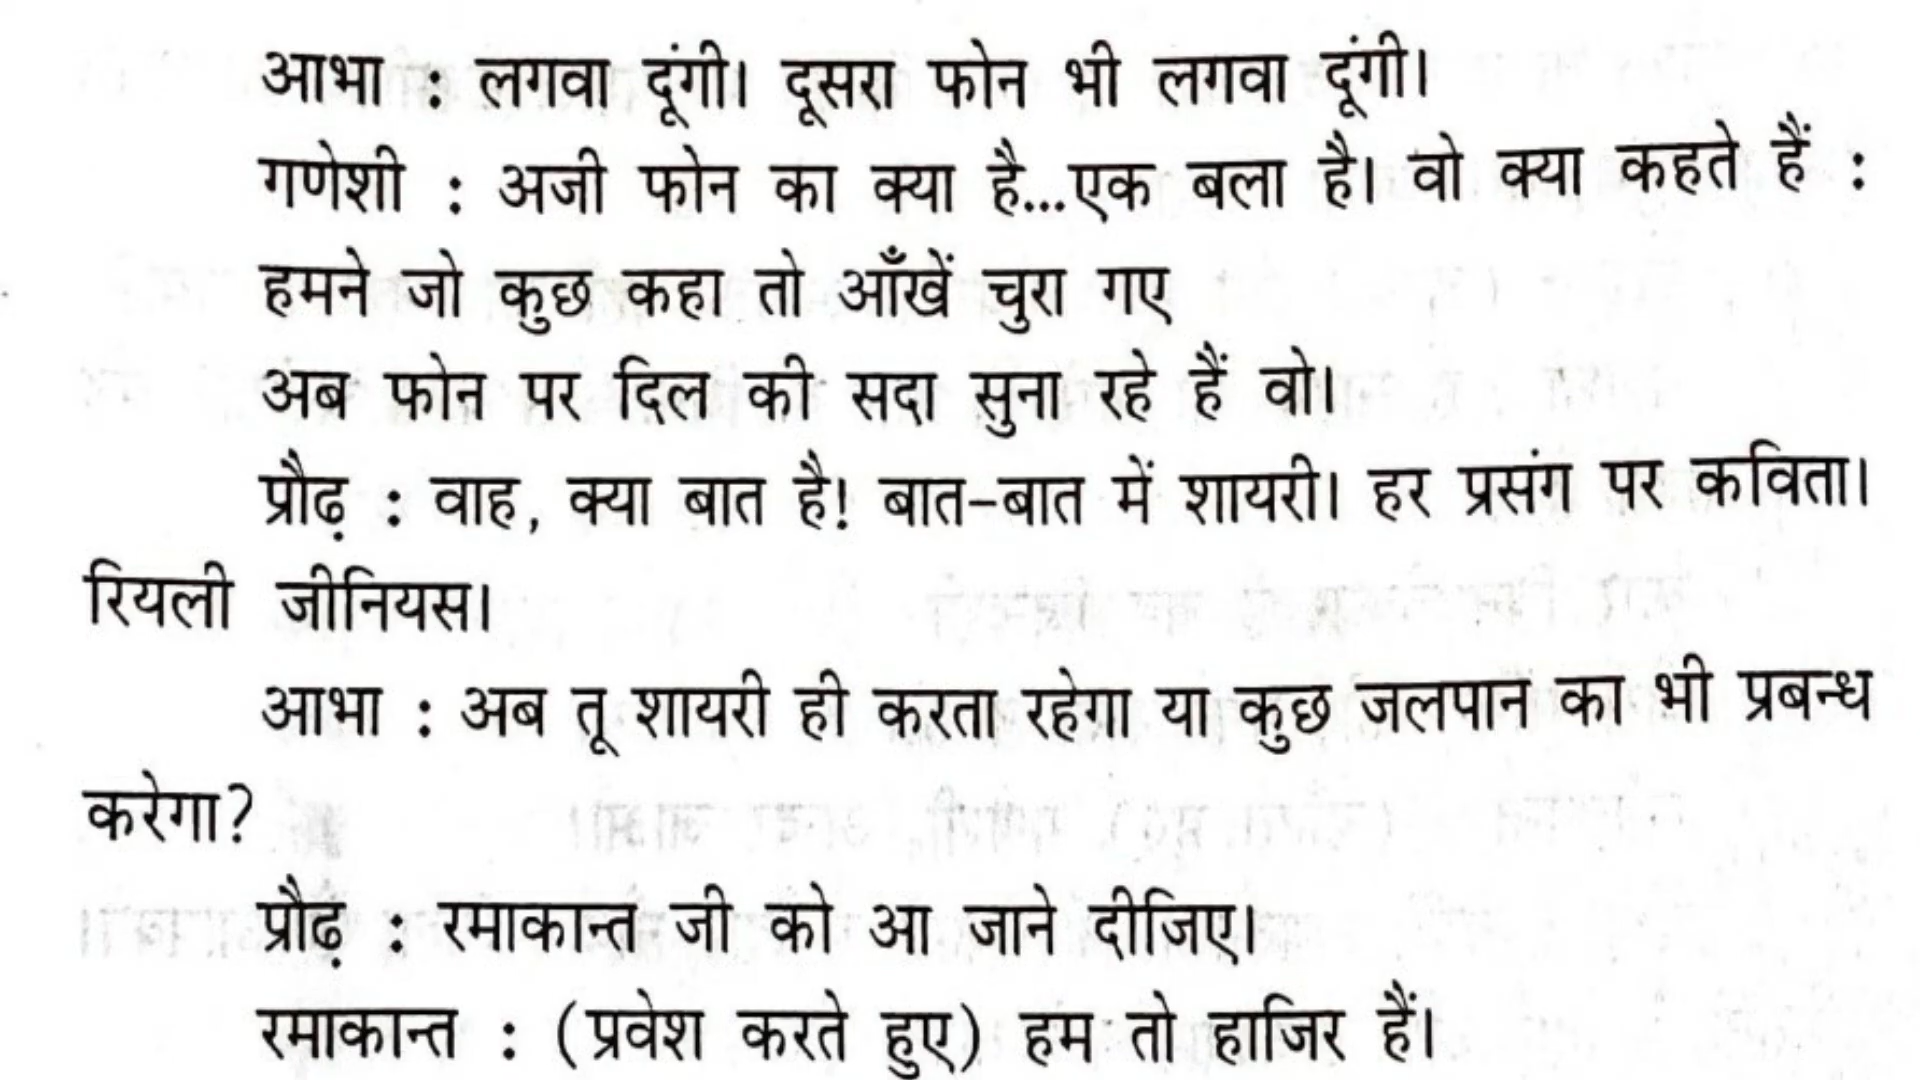 आभा : लगवा दूंगी। दूसरा फोन भी लगवा दूंगी।
गणेशी : अजी फोन का क्या है...एक बला है। वो क्या कहते हैं :
हमने जो कुछ कहा तो आँखें चुरा गए
अब फोन पर दिल की सदा सुना रहे हैं वो।
प्रौढ़ : वाह, क्या बात है! बात-बात में शायरी। हर प्रसंग पर कविता।
रियली जीनियस।
आभा : अब तू शायरी ही करता रहेगा या कुछ जलपान का भी प्रबन्ध
करेगा?
प्रौढ़ : रमाकान्त जी को आ जाने दीजिए।
रमाकान्त : (प्रवेश करते हुए) हम तो हाजिर हैं।